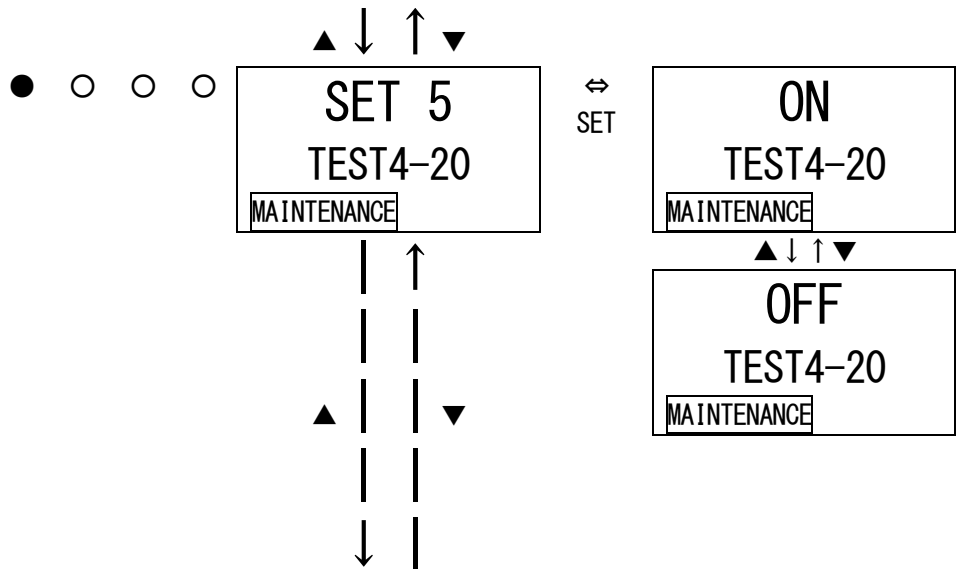 ▲ ↓ ↑ ▼
● ○ ○ ○
SET 5
TEST4-20
MAINTENANCE
⇔
SET
ON
TEST4-20
MAINTENANCE
▲↓↑▼
OFF
TEST4-20
MAINTENANCE
▲ ▼
↓